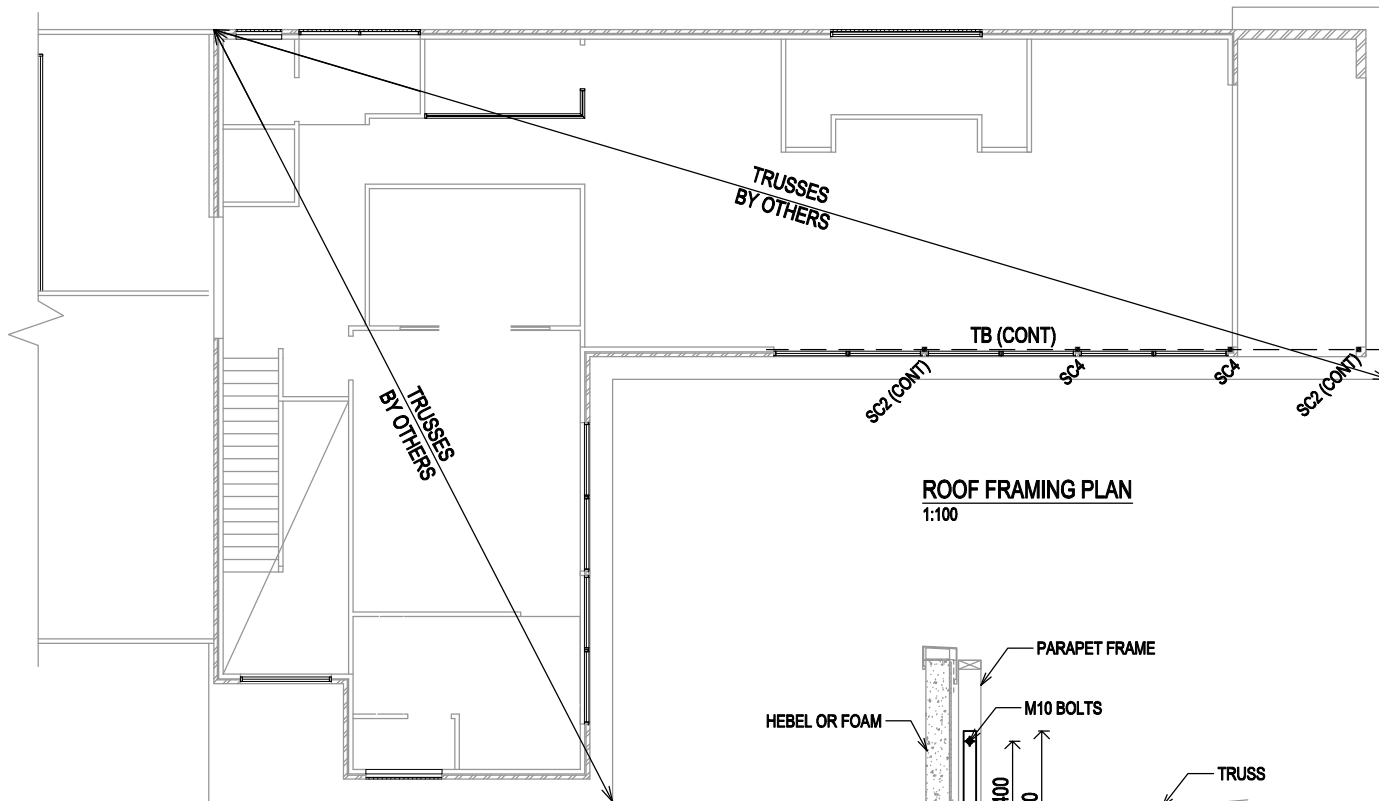 TRUSSES
BY OTHERS
TB (CONT)
SC2 (CONT)
SC4
SC4
SC2 (CONT)
TRUSSES
BY OTHERS
ROOF FRAMING PLAN
1:100
PARAPET FRAME
HEBEL OR FOAM
M10 BOLTS
TRUSS